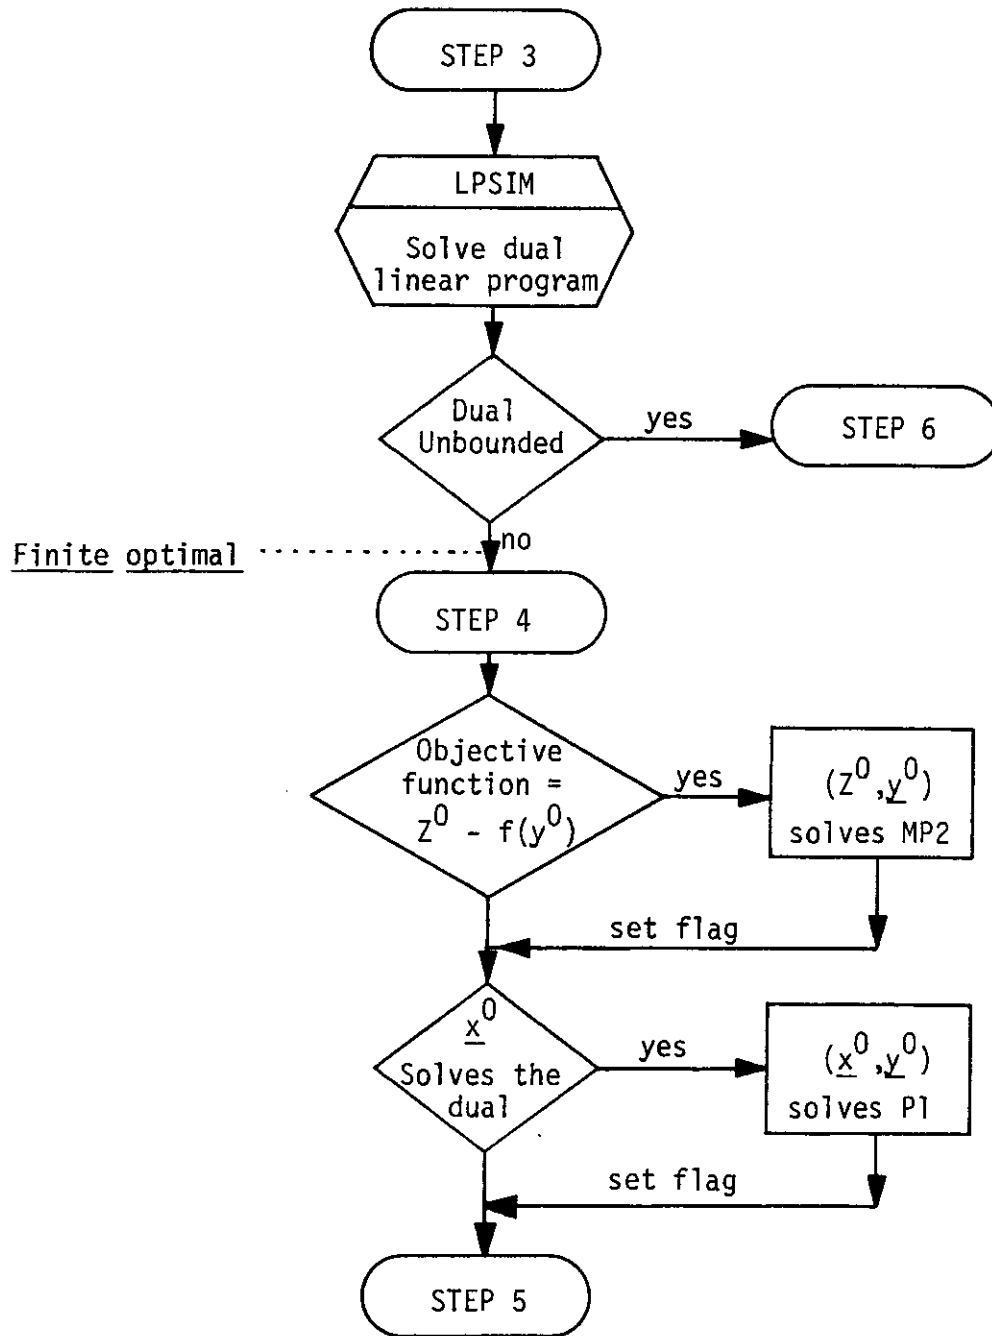 STEP 3
LPSIM
Solve dual
linear program
Dual
Unbounded
yes
STEP 6
Finite optimal
no
STEP 4
Objective
function =
Z⁰ - f(y⁰)
yes
(Z⁰,y⁰)
solves MP2
set flag
x⁰
Solves the
dual
yes
(x⁰,y⁰)
solves P1
set flag
STEP 5